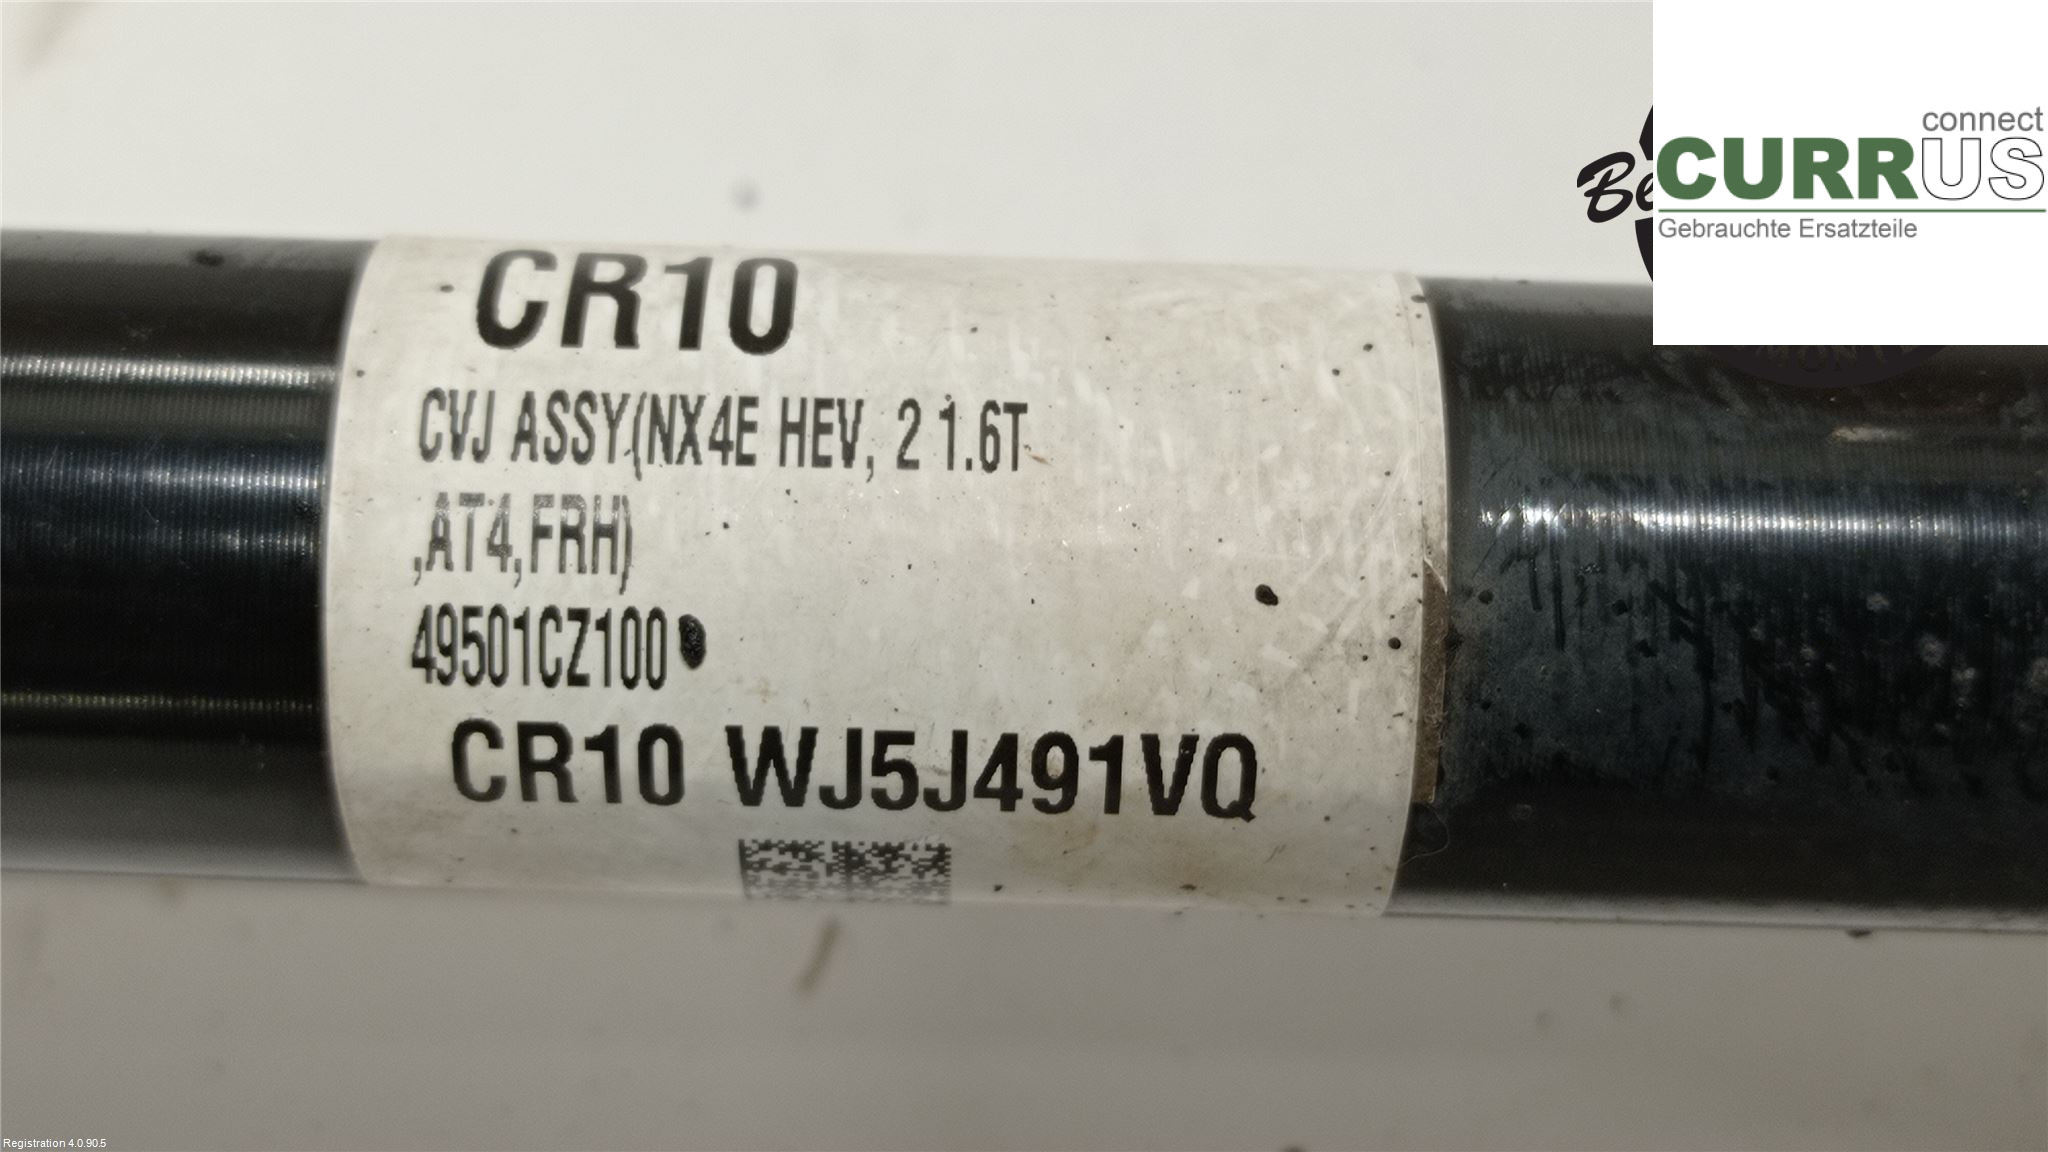 CR10
CVJ ASSY(NX4E HEV, 2 1.6T
,AT4,FRH)
49501CZ100
CR10 WJ5J491VQ
connect
CURRUS
Gebrauchte Ersatzteile
Registration 4.0.90.5